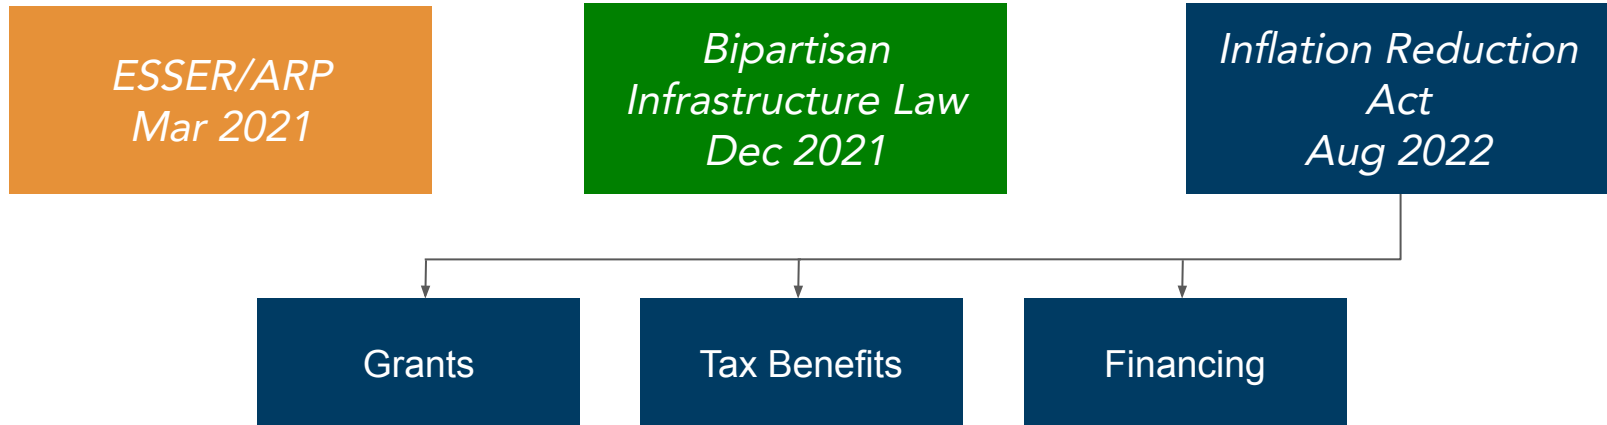 ESSER/ARP
Mar 2021
Bipartisan
Infrastructure Law
Dec 2021
Inflation Reduction
Act
Aug 2022
Grants
Tax Benefits
Financing